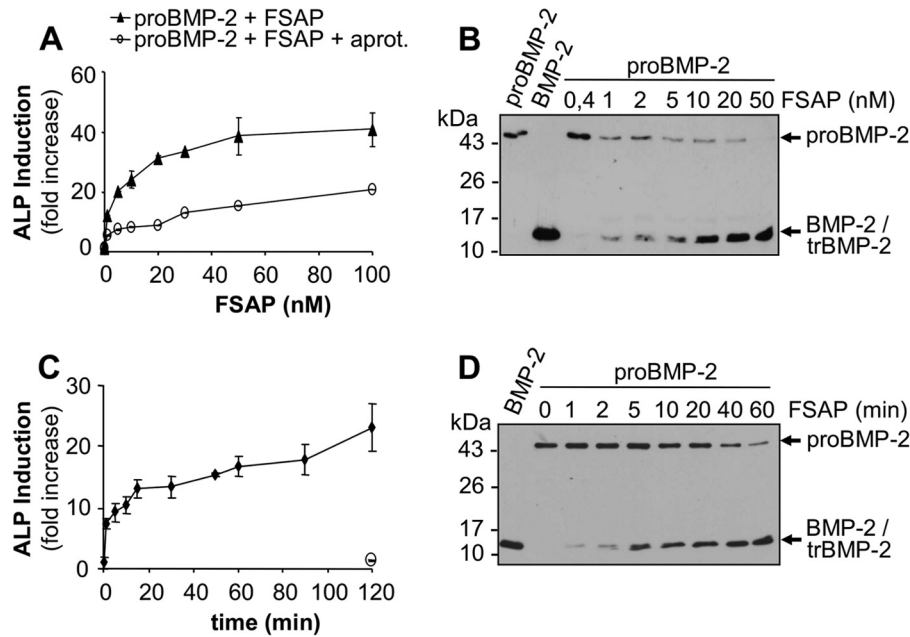 A
proBMP-2 + FSAP
proBMP-2 + FSAP + aprot.
ALP Induction
(fold increase)
60
40
20
0
0 20 40 60 80 100
FSAP (nM)
B
proBMP-2
BMP-2
proBMP-2
0,4 1 2 5 10 20 50 FSAP (nM)
kDa
43
proBMP-2
26
17
BMP-2 /
10
trBMP-2
C
ALP Induction
(fold increase)
30
20
10
0
0 20 40 60 80 100 120
time (min)
D
BMP-2
proBMP-2
0 1 2 5 10 20 40 60 FSAP (min)
kDa
43
proBMP-2
26
17
BMP-2 /
10
trBMP-2